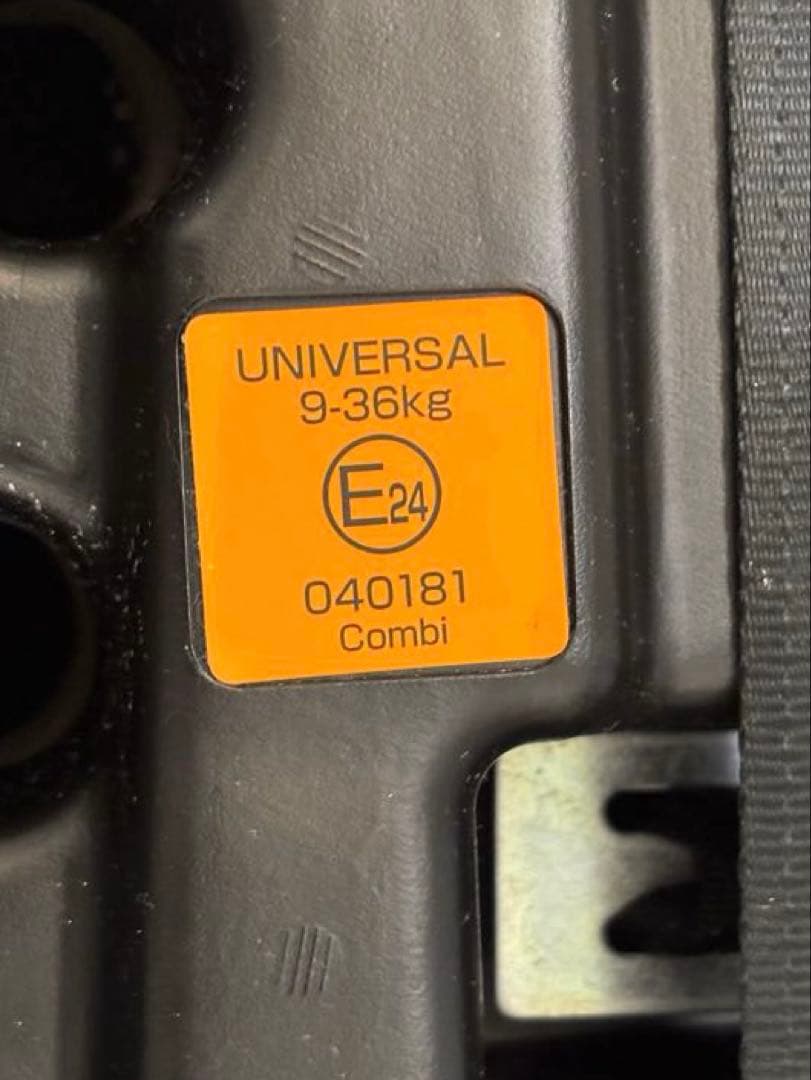 UNIVERSAL
9-36kg
E24
040181
Combi